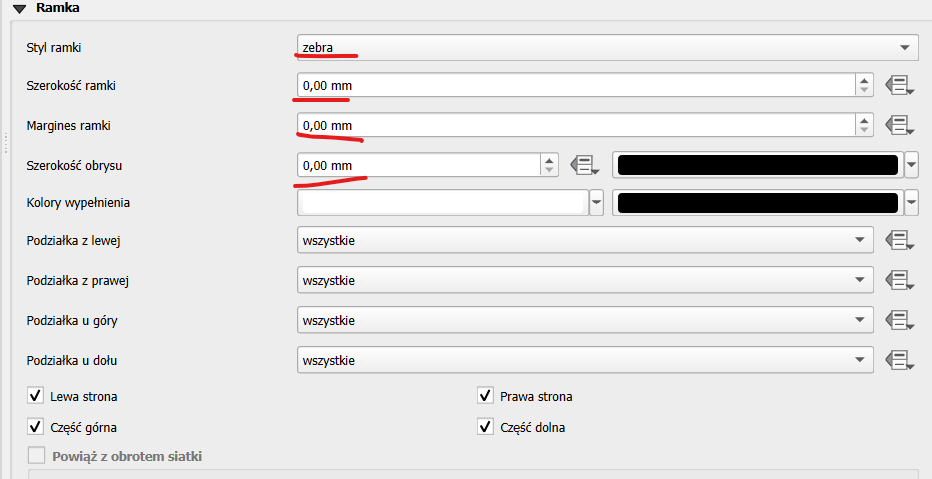 Ramka
Styl ramki zebra
Szerokość ramki 0,00 mm
Margines ramki 0,00 mm
Szerokość obrysu 0,00 mm
Kolory wypełnienia
Podziałka z lewej wszystkie
Podziałka z prawej wszystkie
Podziałka u góry wszystkie
Podziałka u dołu wszystkie
Lewa strona Prawa strona
Część górna Część dolna
Powiąż z obrotem siatki